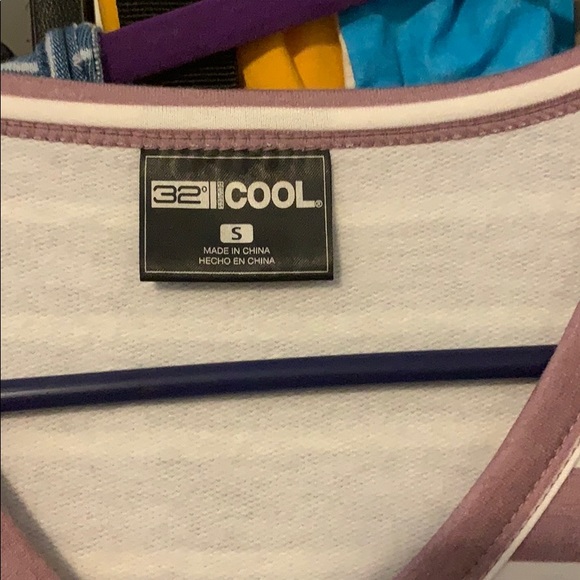 32° COOL®
S
MADE IN CHINA
HECHO EN CHINA